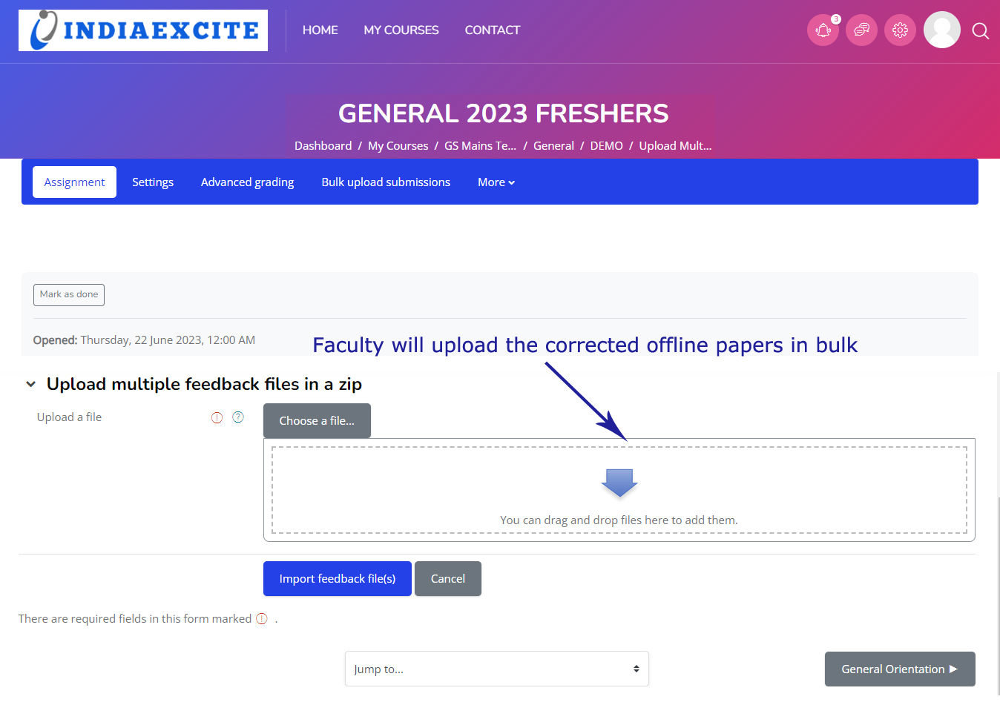 INDIAEXCITE
HOME MY COURSES CONTACT
3
GENERAL 2023 FRESHERS
Dashboard / My Courses / GS Mains Te... / General / DEMO / Upload Mult...
Assignment Settings Advanced grading Bulk upload submissions More
Mark as done
Opened: Thursday, 22 June 2023, 12:00 AM
Faculty will upload the corrected offline papers in bulk
Upload multiple feedback files in a zip
Upload a file
Choose a file...
You can drag and drop files here to add them.
Import feedback file(s) Cancel
There are required fields in this form marked ! .
Jump to...
General Orientation ▶